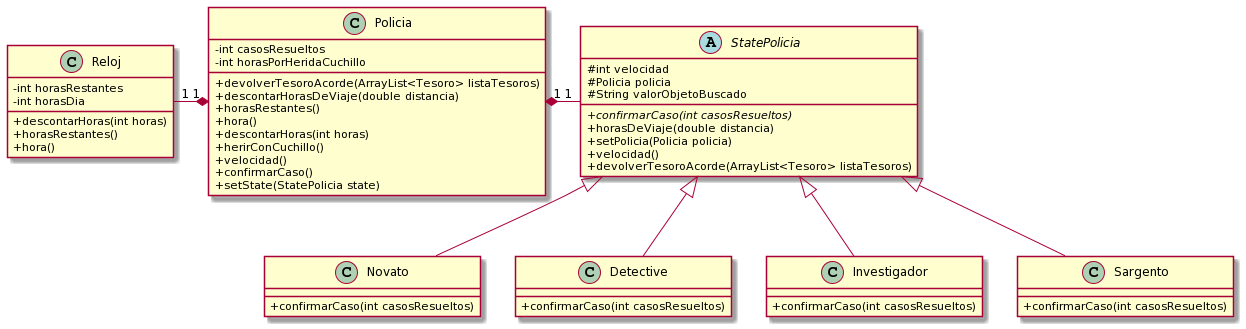 C Reloj
-int horasRestantes
-int horasDia
+descontarHoras(int horas)
+horasRestantes()
+hora()
1 1
C Policia
-int casosResueltos
-int horasPorHeridaCuchillo
+devolverTesoroAcorde(ArrayList<Tesoro> listaTesoros)
+descontarHorasDeViaje(double distancia)
+horasRestantes()
+hora()
+descontarHoras(int horas)
+herirConCuchillo()
+velocidad()
+confirmarCaso()
+setState(StatePolicia state)
1 1
A StatePolicia
#int velocidad
#Policia policia
#String valorObjetoBuscado
+confirmarCaso(int casosResueltos)
+horasDeViaje(double distancia)
+setPolicia(Policia policia)
+velocidad()
+devolverTesoroAcorde(ArrayList<Tesoro> listaTesoros)
C Novato
+confirmarCaso(int casosResueltos)
C Detective
+confirmarCaso(int casosResueltos)
C Investigador
+confirmarCaso(int casosResueltos)
C Sargento
+confirmarCaso(int casosResueltos)